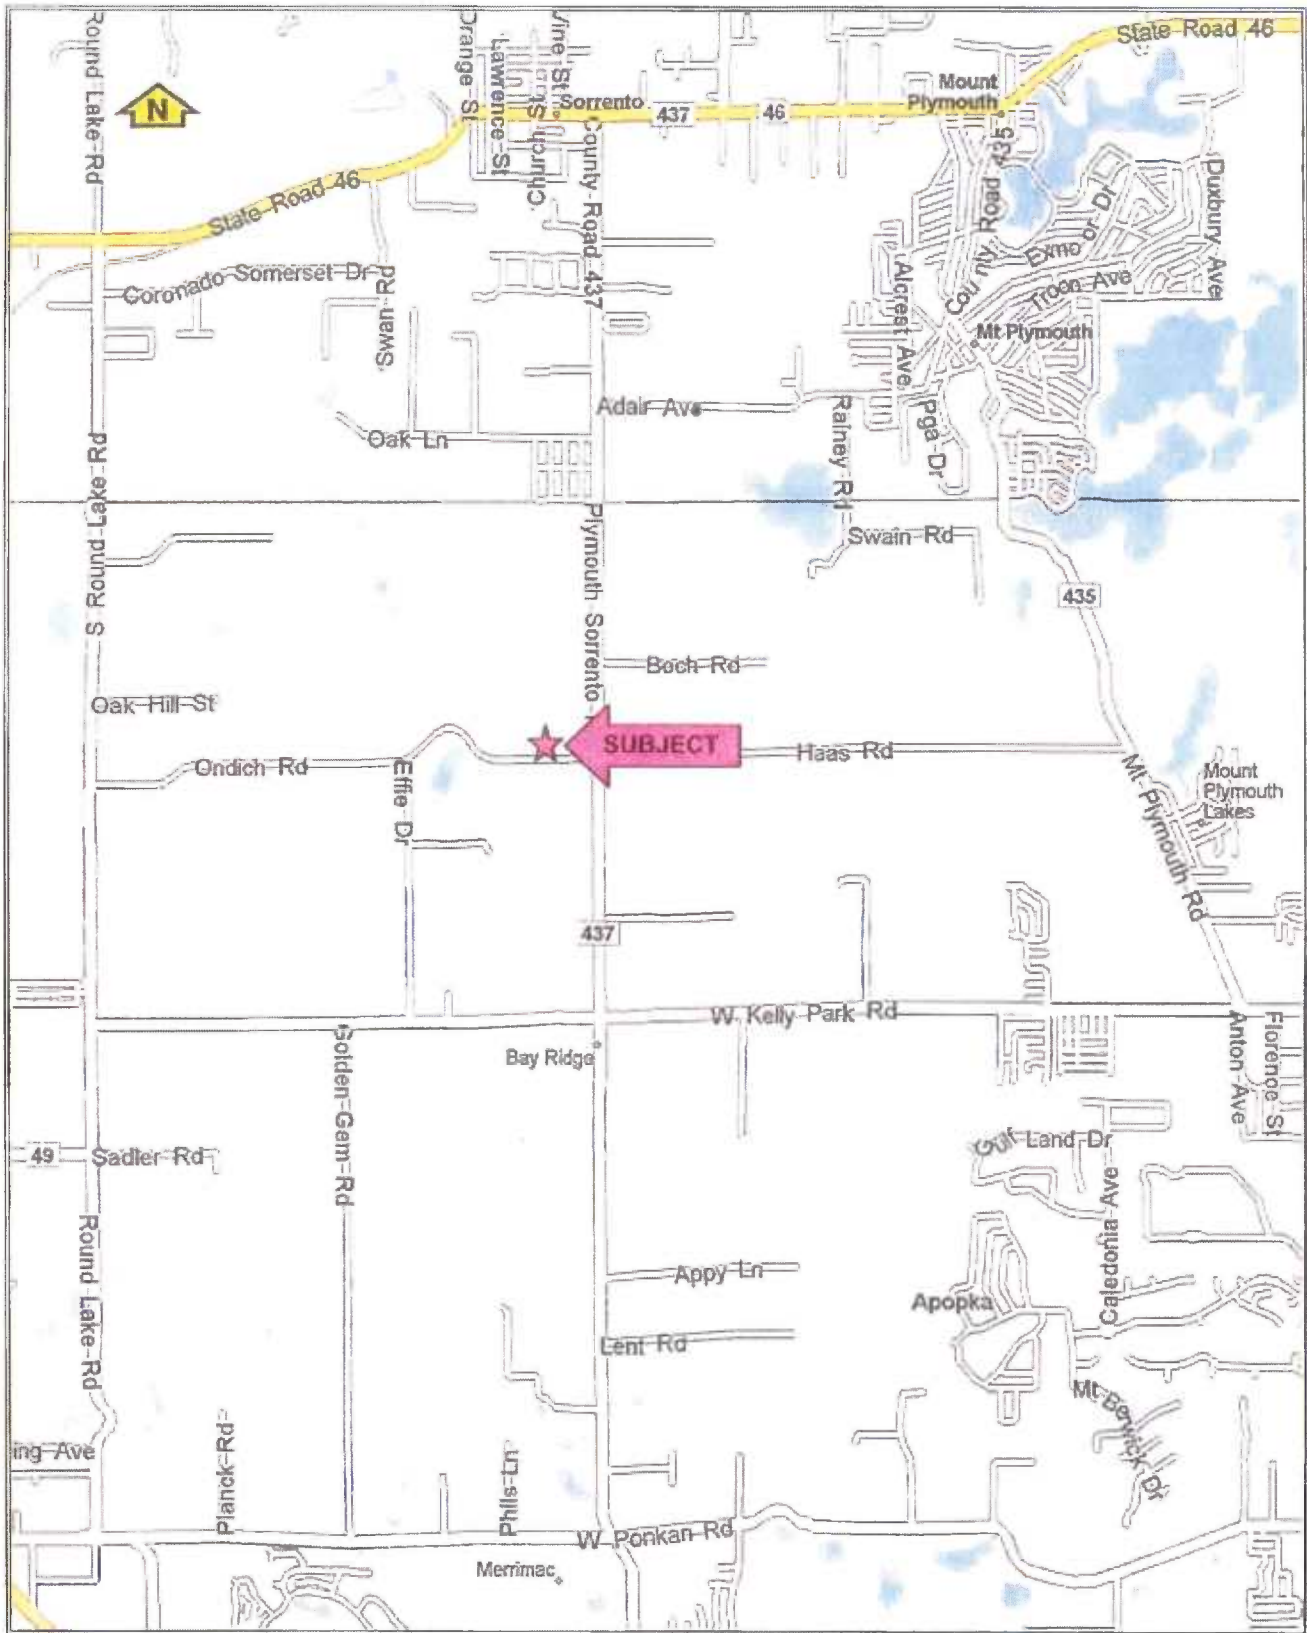 State Road 46
Round Lake Rd
Orange St
Lawrence St
Church St
Vine St
N
Sorrento
437
46
Mount
Plymouth
State Road 46
County Road 437
County Road 435
Duxbury Ave
Exmoor Dr
Troon Ave
Coronado Somerset Dr
Swan Rd
Alcrest Ave
Mt Plymouth
Adair Ave
Rainey Rd
Pga Dr
Oak Ln
S Round Lake Rd
Plymouth Sorrento
Swain Rd
435
Boch Rd
Oak Hill St
SUBJECT
Ondich Rd
Effie Dr
Haas Rd
Mt Plymouth Rd
Mount
Plymouth
Lakes
437
W Kelly Park Rd
Bay Ridge
Golden Gem Rd
Anton Ave
Florence St
49
Sadler Rd
Golf Land Dr
Caledonia Ave
Round Lake Rd
Appy Ln
Apopka
Lent Rd
Mt Berwick Dr
ing Ave
Planck Rd
Phils Ln
W Ponkan Rd
Merrimac